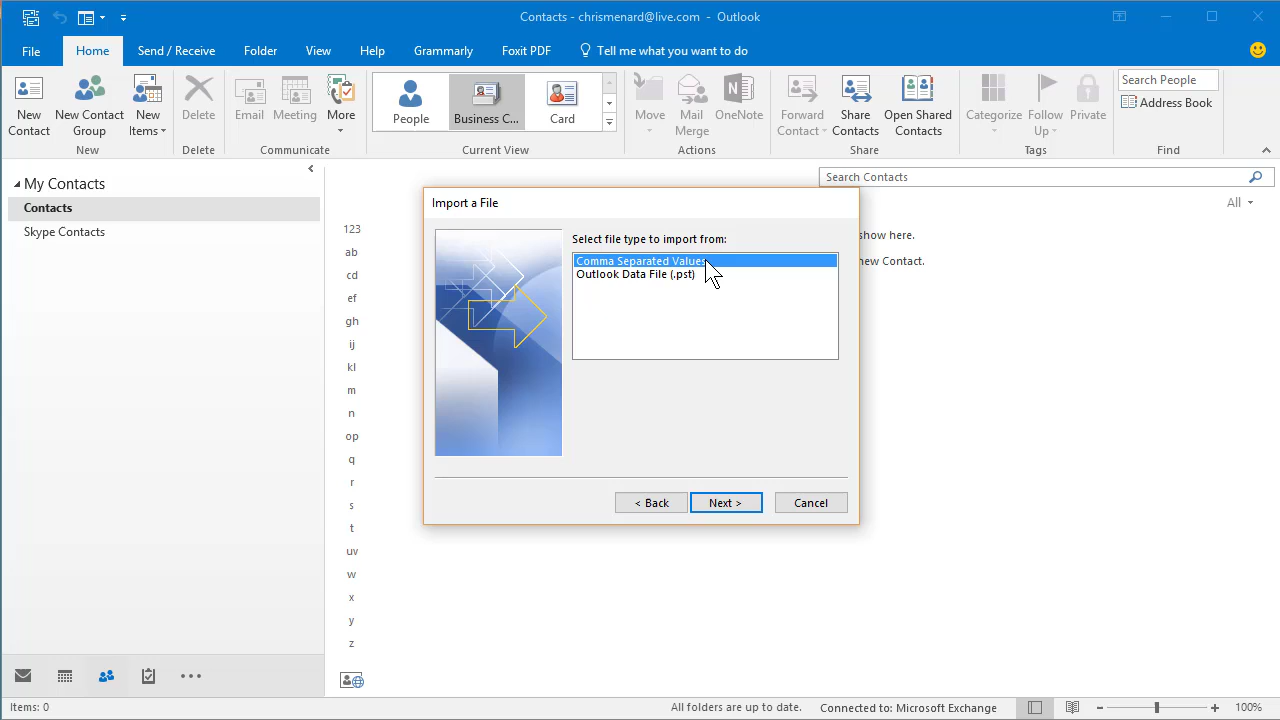 Contacts - chrismenard@live.com - Outlook
File
Home
Send / Receive
Folder
View
Help
Grammarly
Foxit PDF
Tell me what you want to do
New Contact
New Contact Group
New Items
New
Delete
Delete
Email
Meeting
More
Communicate
People
Business C...
Card
Current View
Move
Mail Merge
OneNote
Actions
Forward Contact
Share Contacts
Open Shared Contacts
Share
Categorize
Follow Up
Private
Tags
Search People
Address Book
Find
My Contacts
Contacts
Skype Contacts
Search Contacts
All
show here.
new Contact.
123
ab
cd
ef
gh
ij
kl
m
n
op
q
r
s
t
uv
w
x
y
z
Import a File
Select file type to import from:
Comma Separated Values
Outlook Data File (.pst)
< Back
Next >
Cancel
Items: 0
All folders are up to date.
Connected to: Microsoft Exchange
100%